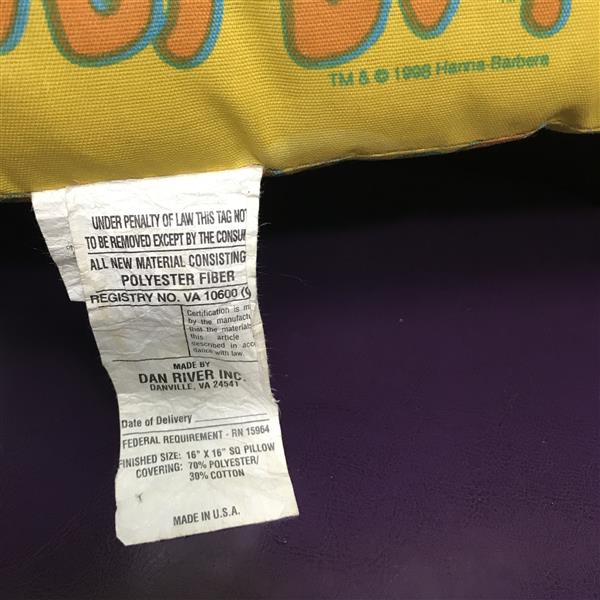 TM & © 1998 Hanna-Barbera
UNDER PENALTY OF LAW THIS TAG NOT
TO BE REMOVED EXCEPT BY THE CONSUM
ALL NEW MATERIAL CONSISTING
POLYESTER FIBER
REGISTRY NO. VA 10600 (
Certification is m
by the manufact
that the material
this article
described in acc
dance with law.
MADE BY
DAN RIVER INC.
DANVILLE, VA 24541
Date of Delivery
FEDERAL REQUIREMENT - RN 15964
FINISHED SIZE: 16" X 16" SQ PILLOW
COVERING: 70% POLYESTER/
30% COTTON
MADE IN U.S.A.